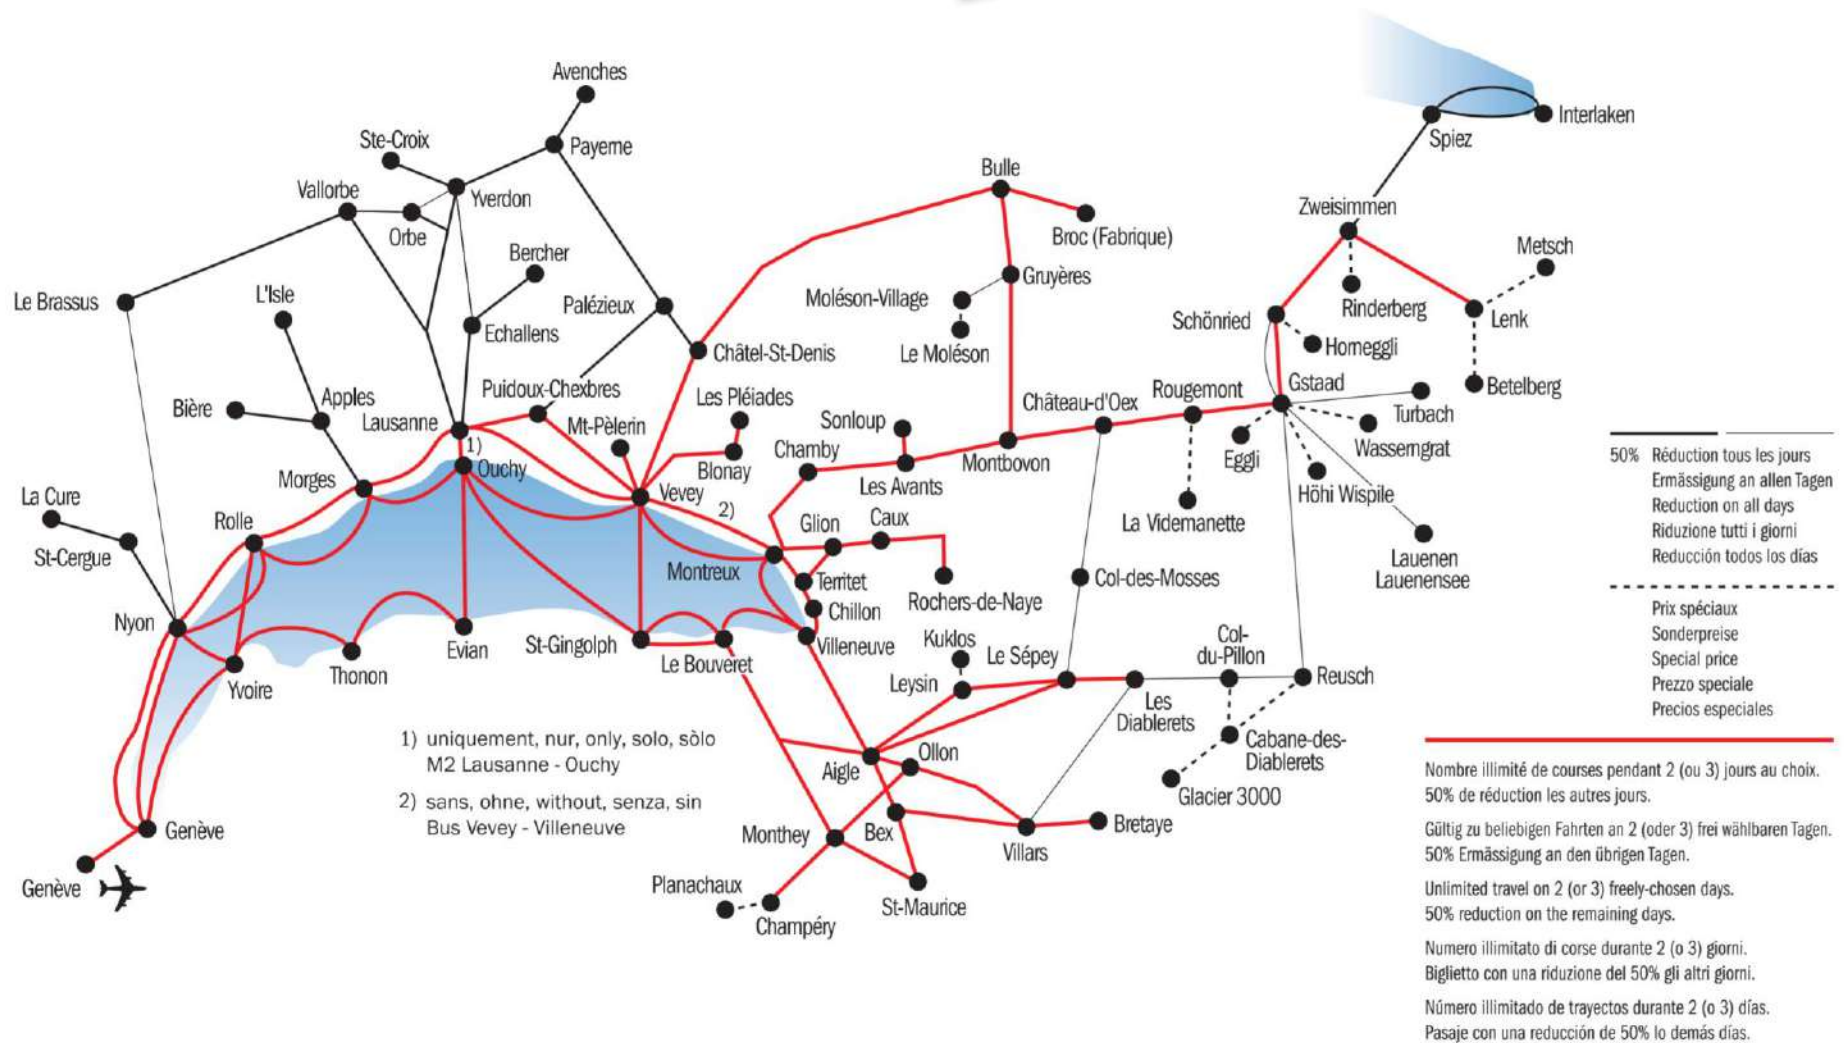 Avenches
Ste-Croix
Payerne
Interlaken
Spiez
Vallorbe
Yverdon
Bulle
Zweisimmen
Orbe
Broc (Fabrique)
Metsch
Bercher
Gruyères
Le Brassus
L'Isle
Palézieux
Moléson-Village
Rinderberg
Lenk
Echallens
Schönried
Châtel-St-Denis
Le Moléson
Horneggli
Puidoux-Chexbres
Gstaad
Betelberg
Bière
Apples
Les Pléiades
Rougemont
Château-d'Oex
Turbach
Lausanne
Mt-Pèlerin
Sonloup
Wasserngrat
1)
Chamby
Eggli
Ouchy
Blonay
Montbovon
Morges
Les Avants
Höhi Wispile
La Cure
Vevey
2)
Glion
Caux
La Videmanette
Rolle
St-Cergue
Lauenen
Lauenensee
Montreux
Territet
Col-des-Mosses
Chillon
Rochers-de-Naye
Nyon
St-Gingolph
Villeneuve
Kuklos
Col-
du-Pillon
Evian
Le Bouveret
Le Sépey
Thonon
Reusch
Yvoire
Leysin
Les
Diablerets
Cabane-des-
Diablerets
Ollon
Aigle
Glacier 3000
Genève
Monthey
Bex
Bretaye
Villars
Genève
Planachaux
Champéry
St-Maurice
1) uniquement, nur, only, solo, sòlo
M2 Lausanne - Ouchy
2) sans, ohne, without, senza, sin
Bus Vevey - Villeneuve
50% Réduction tous les jours
Ermässigung an allen Tagen
Reduction on all days
Riduzione tutti i giorni
Reducción todos los días
Prix spéciaux
Sonderpreise
Special price
Prezzo speciale
Precios especiales
Nombre illimité de courses pendant 2 (ou 3) jours au choix.
50% de réduction les autres jours.
Gültig zu beliebigen Fahrten an 2 (oder 3) frei wählbaren Tagen.
50% Ermässigung an den übrigen Tagen.
Unlimited travel on 2 (or 3) freely-chosen days.
50% reduction on the remaining days.
Numero illimitato di corse durante 2 (o 3) giorni.
Biglietto con una riduzione del 50% gli altri giorni.
Número illimitado de trayectos durante 2 (o 3) días.
Pasaje con una reducción de 50% lo demás días.